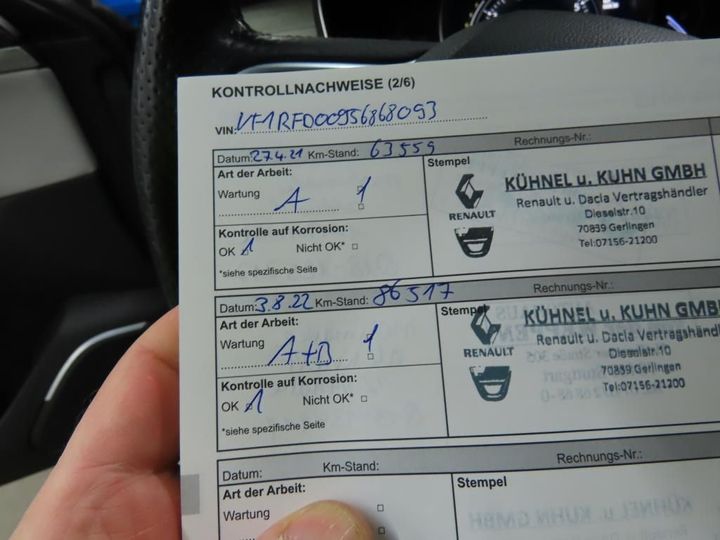 KONTROLLNACHWEISE (2/6)
VIN: VF1RFD00956868093
Datum: 27.4.21 Km-Stand: 63559 Rechnungs-Nr.:
Art der Arbeit:
Wartung A 1
Kontrolle auf Korrosion:
OK 1 Nicht OK*
*siehe spezifische Seite
Stempel
RENAULT
KÜHNEL u. KUHN GMBH
Renault u. Dacia Vertragshändler
Dieselstr.10
70839 Gerlingen
Tel:07156-21200
Datum: 3.8.22 Km-Stand: 86517 Rechnungs-Nr.:
Art der Arbeit:
Wartung A+B 1
Kontrolle auf Korrosion:
OK 1 Nicht OK*
*siehe spezifische Seite
Stempel
RENAULT
KÜHNEL u. KUHN GMB
Renault u. Dacia Vertragshändle
Dieselstr.10
70839 Gerlingen
Tel:07156-21200
Datum: Km-Stand: Rechnungs-Nr.:
Art der Arbeit:
Wartung
Stempel